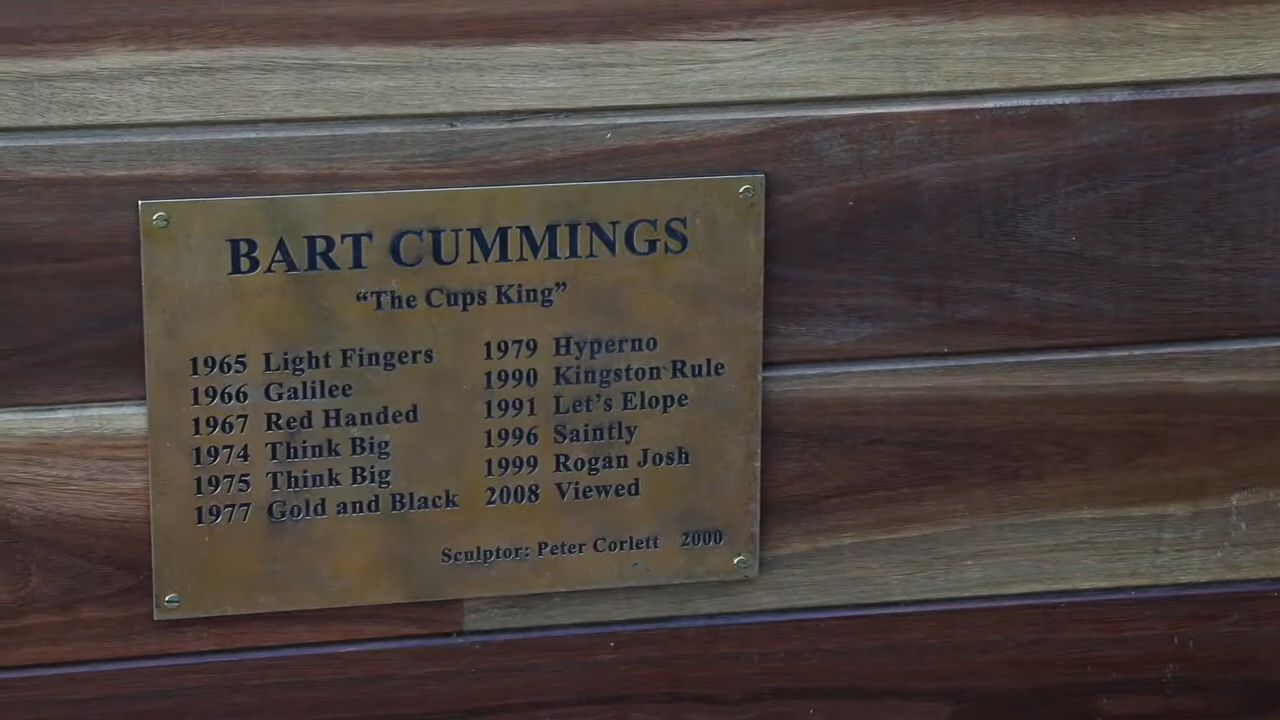 BART CUMMINGS
“The Cups King”
1965 Light Fingers
1966 Galilee
1967 Red Handed
1974 Think Big
1975 Think Big
1977 Gold and Black
1979 Hyperno
1990 Kingston Rule
1991 Let’s Elope
1996 Saintly
1999 Rogan Josh
2008 Viewed
Sculptor: Peter Corlett 2000